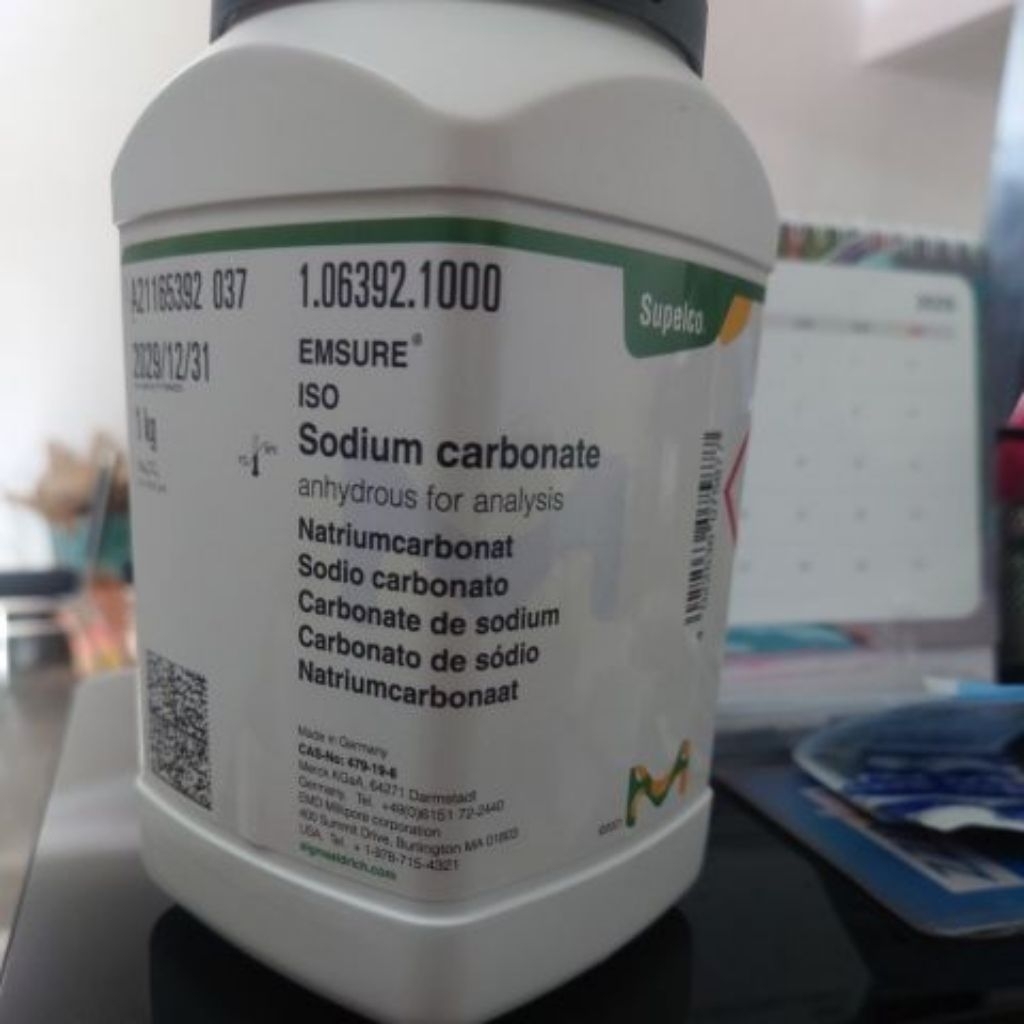 A21165392 037
1.06392.1000
Supelco
2029/12/31
EMSURE®
ISO
1 kg
Sodium carbonate
anhydrous for analysis
Natriumcarbonat
Sodio carbonato
Carbonate de sodium
Carbonato de sódio
Natriumcarbonaat
Made in Germany
CAS-No: 479-19-8
Merck KGaA, 64271 Darmstadt
Germany, Tel. +49(0)6151 72-2440
EMD Millipore corporation
400 Summit Drive, Burlington MA 01803
USA, Tel. + 1-978-715-4321
sigmaaldrich.com